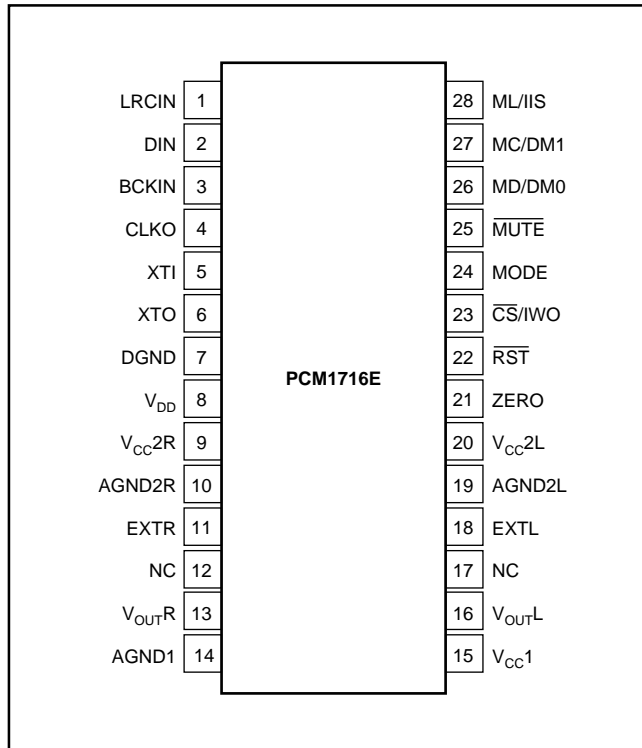 LRCIN 1 28 ML/IIS
DIN 2 27 MC/DM1
BCKIN 3 26 MD/DM0
CLKO 4 25 M̅U̅T̅E̅
XTI 5 24 MODE
XTO 6 23 C̅S̅/IWO
DGND 7 22 R̅S̅T̅
PCM1716E
VDD 8 21 ZERO
VCC2R 9 20 VCC2L
AGND2R 10 19 AGND2L
EXTR 11 18 EXTL
NC 12 17 NC
VOUTR 13 16 VOUTL
AGND1 14 15 VCC1